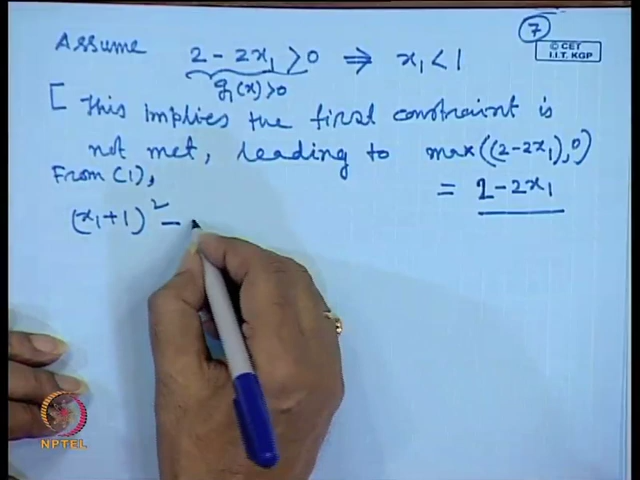 7
© CET
I.I.T. KGP
Assume 2 - 2x₁ > 0 ⇒ x₁ < 1
g₁(x) > 0
[ This implies the first constraint is
not met, leading to max((2-2x₁), 0)
From (1), = 2 - 2x₁
(x₁+1)² -
NPTEL